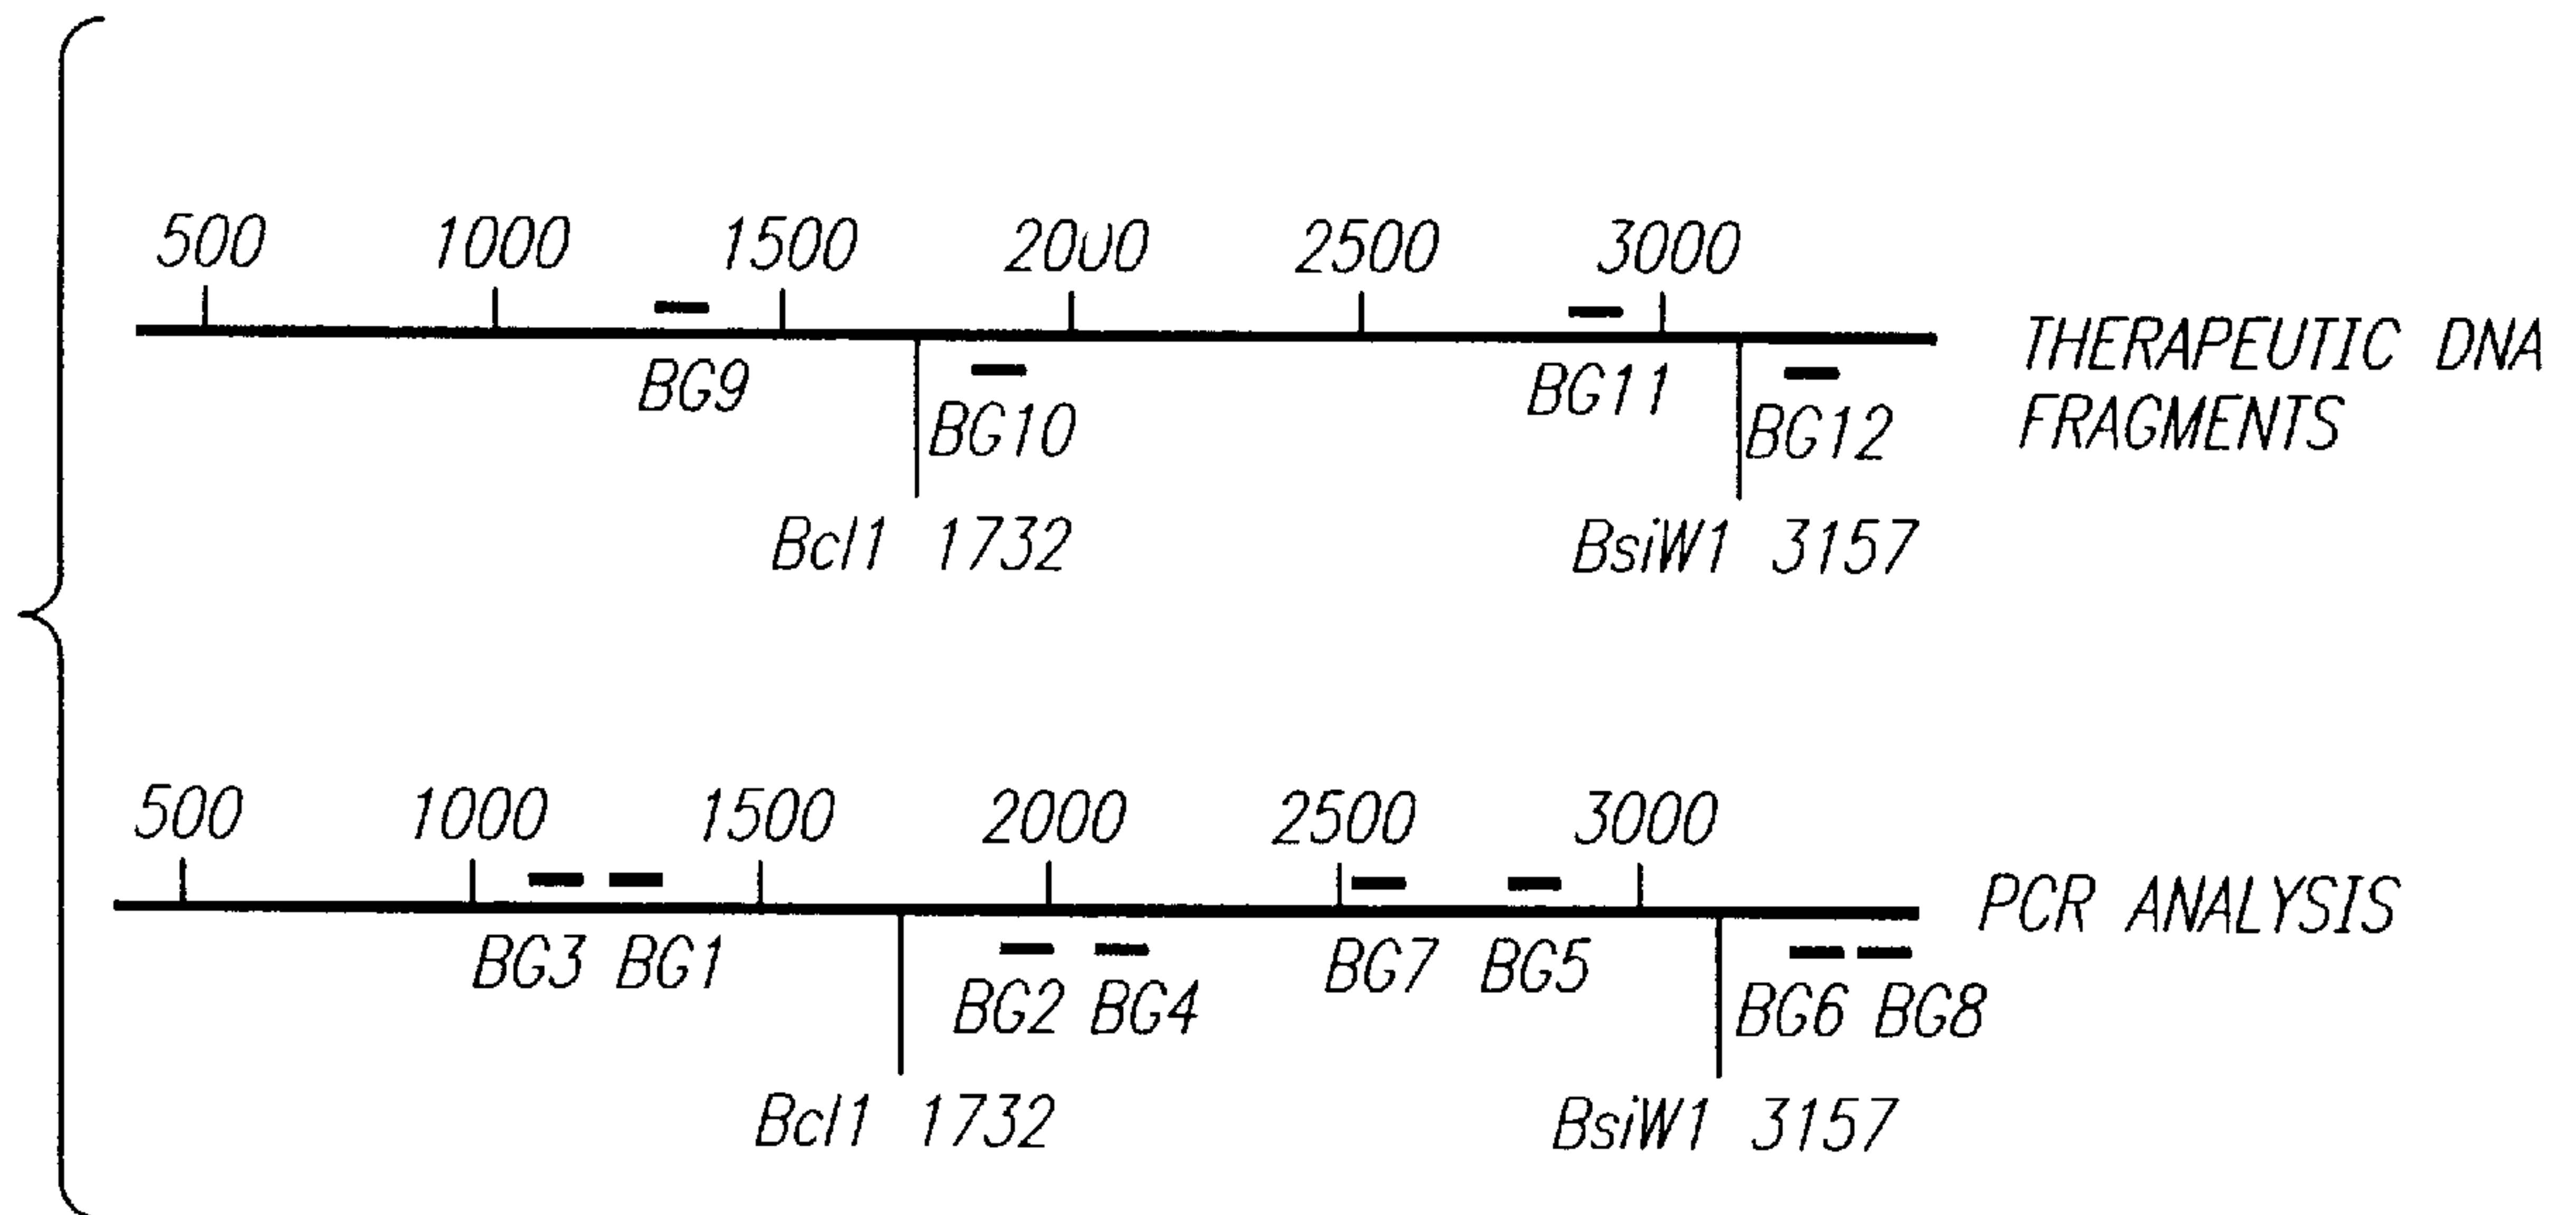 500 1000 1500 2000 2500 3000
THERAPEUTIC DNA
FRAGMENTS
BG9 BG10 BG11 BG12
Bcl1 1732 BsiW1 3157
500 1000 1500 2000 2500 3000
PCR ANALYSIS
BG3 BG1 BG2 BG4 BG7 BG5 BG6 BG8
Bcl1 1732 BsiW1 3157